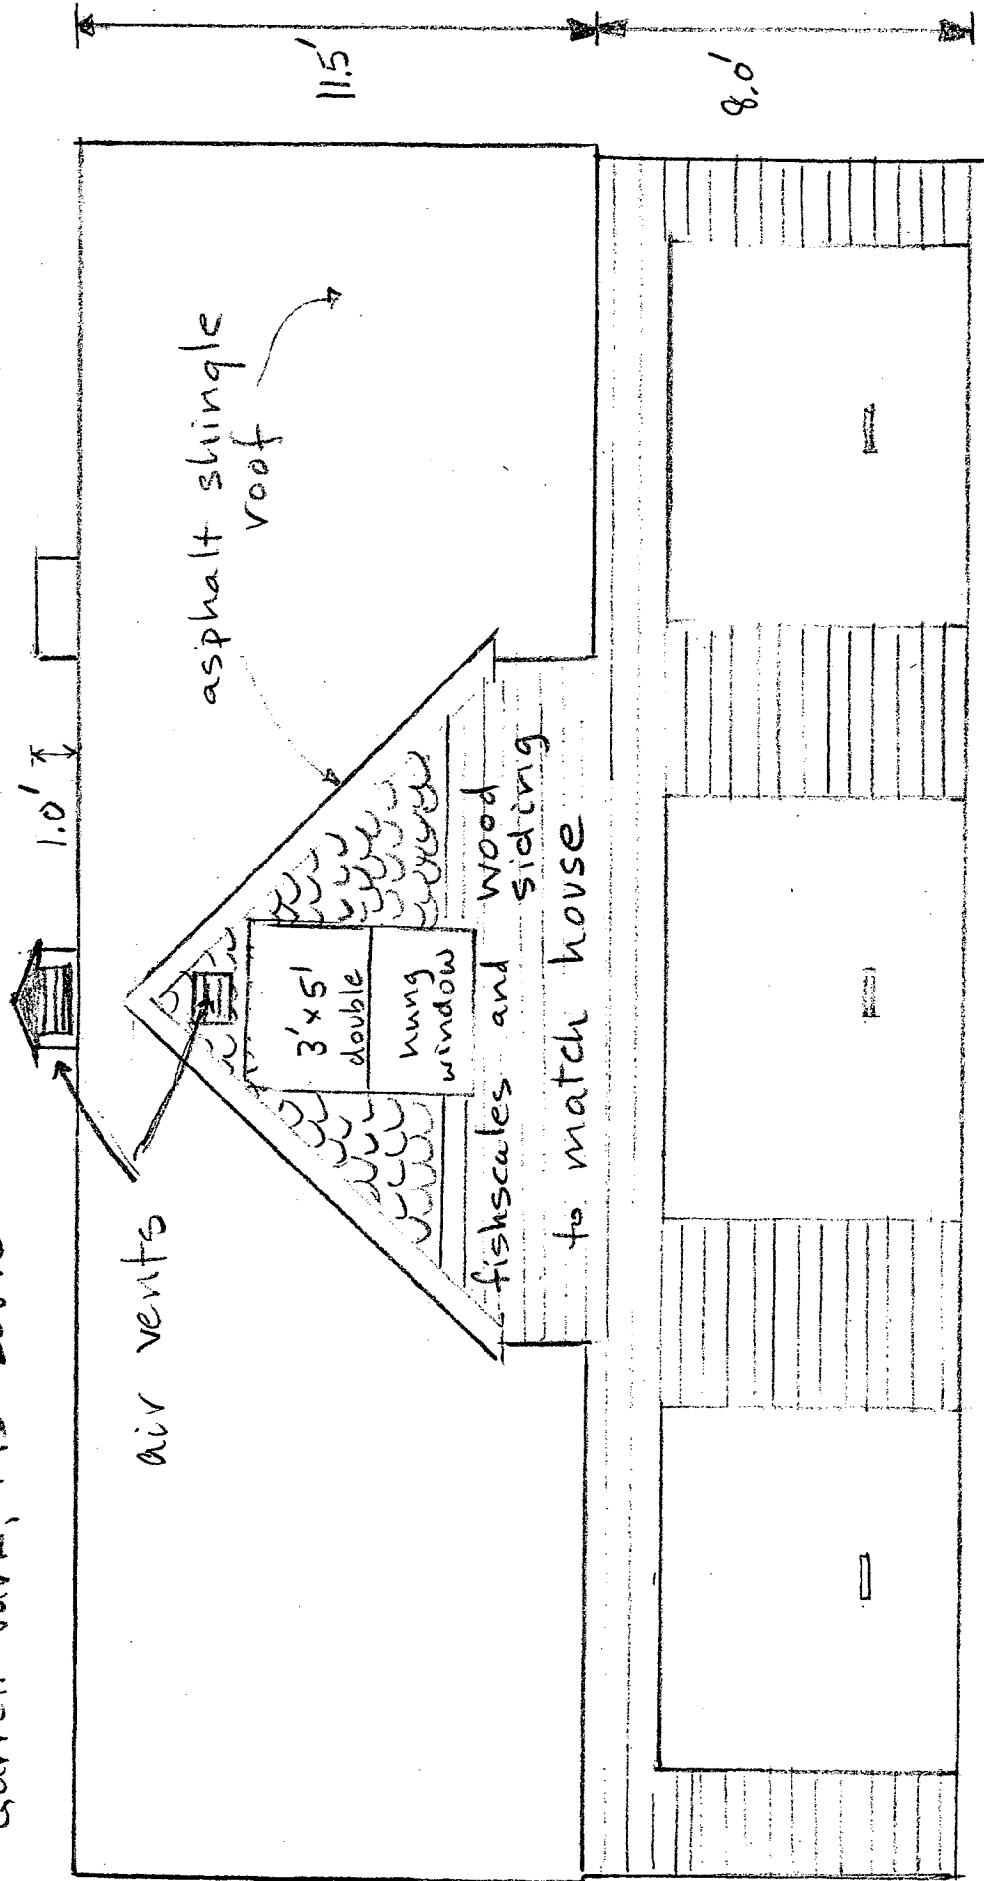 1.0'
air vents
asphalt shingle
roof
11.5'
3' x 5'
double
hung
window
fishscales and wood
siding
to match house
8.0'